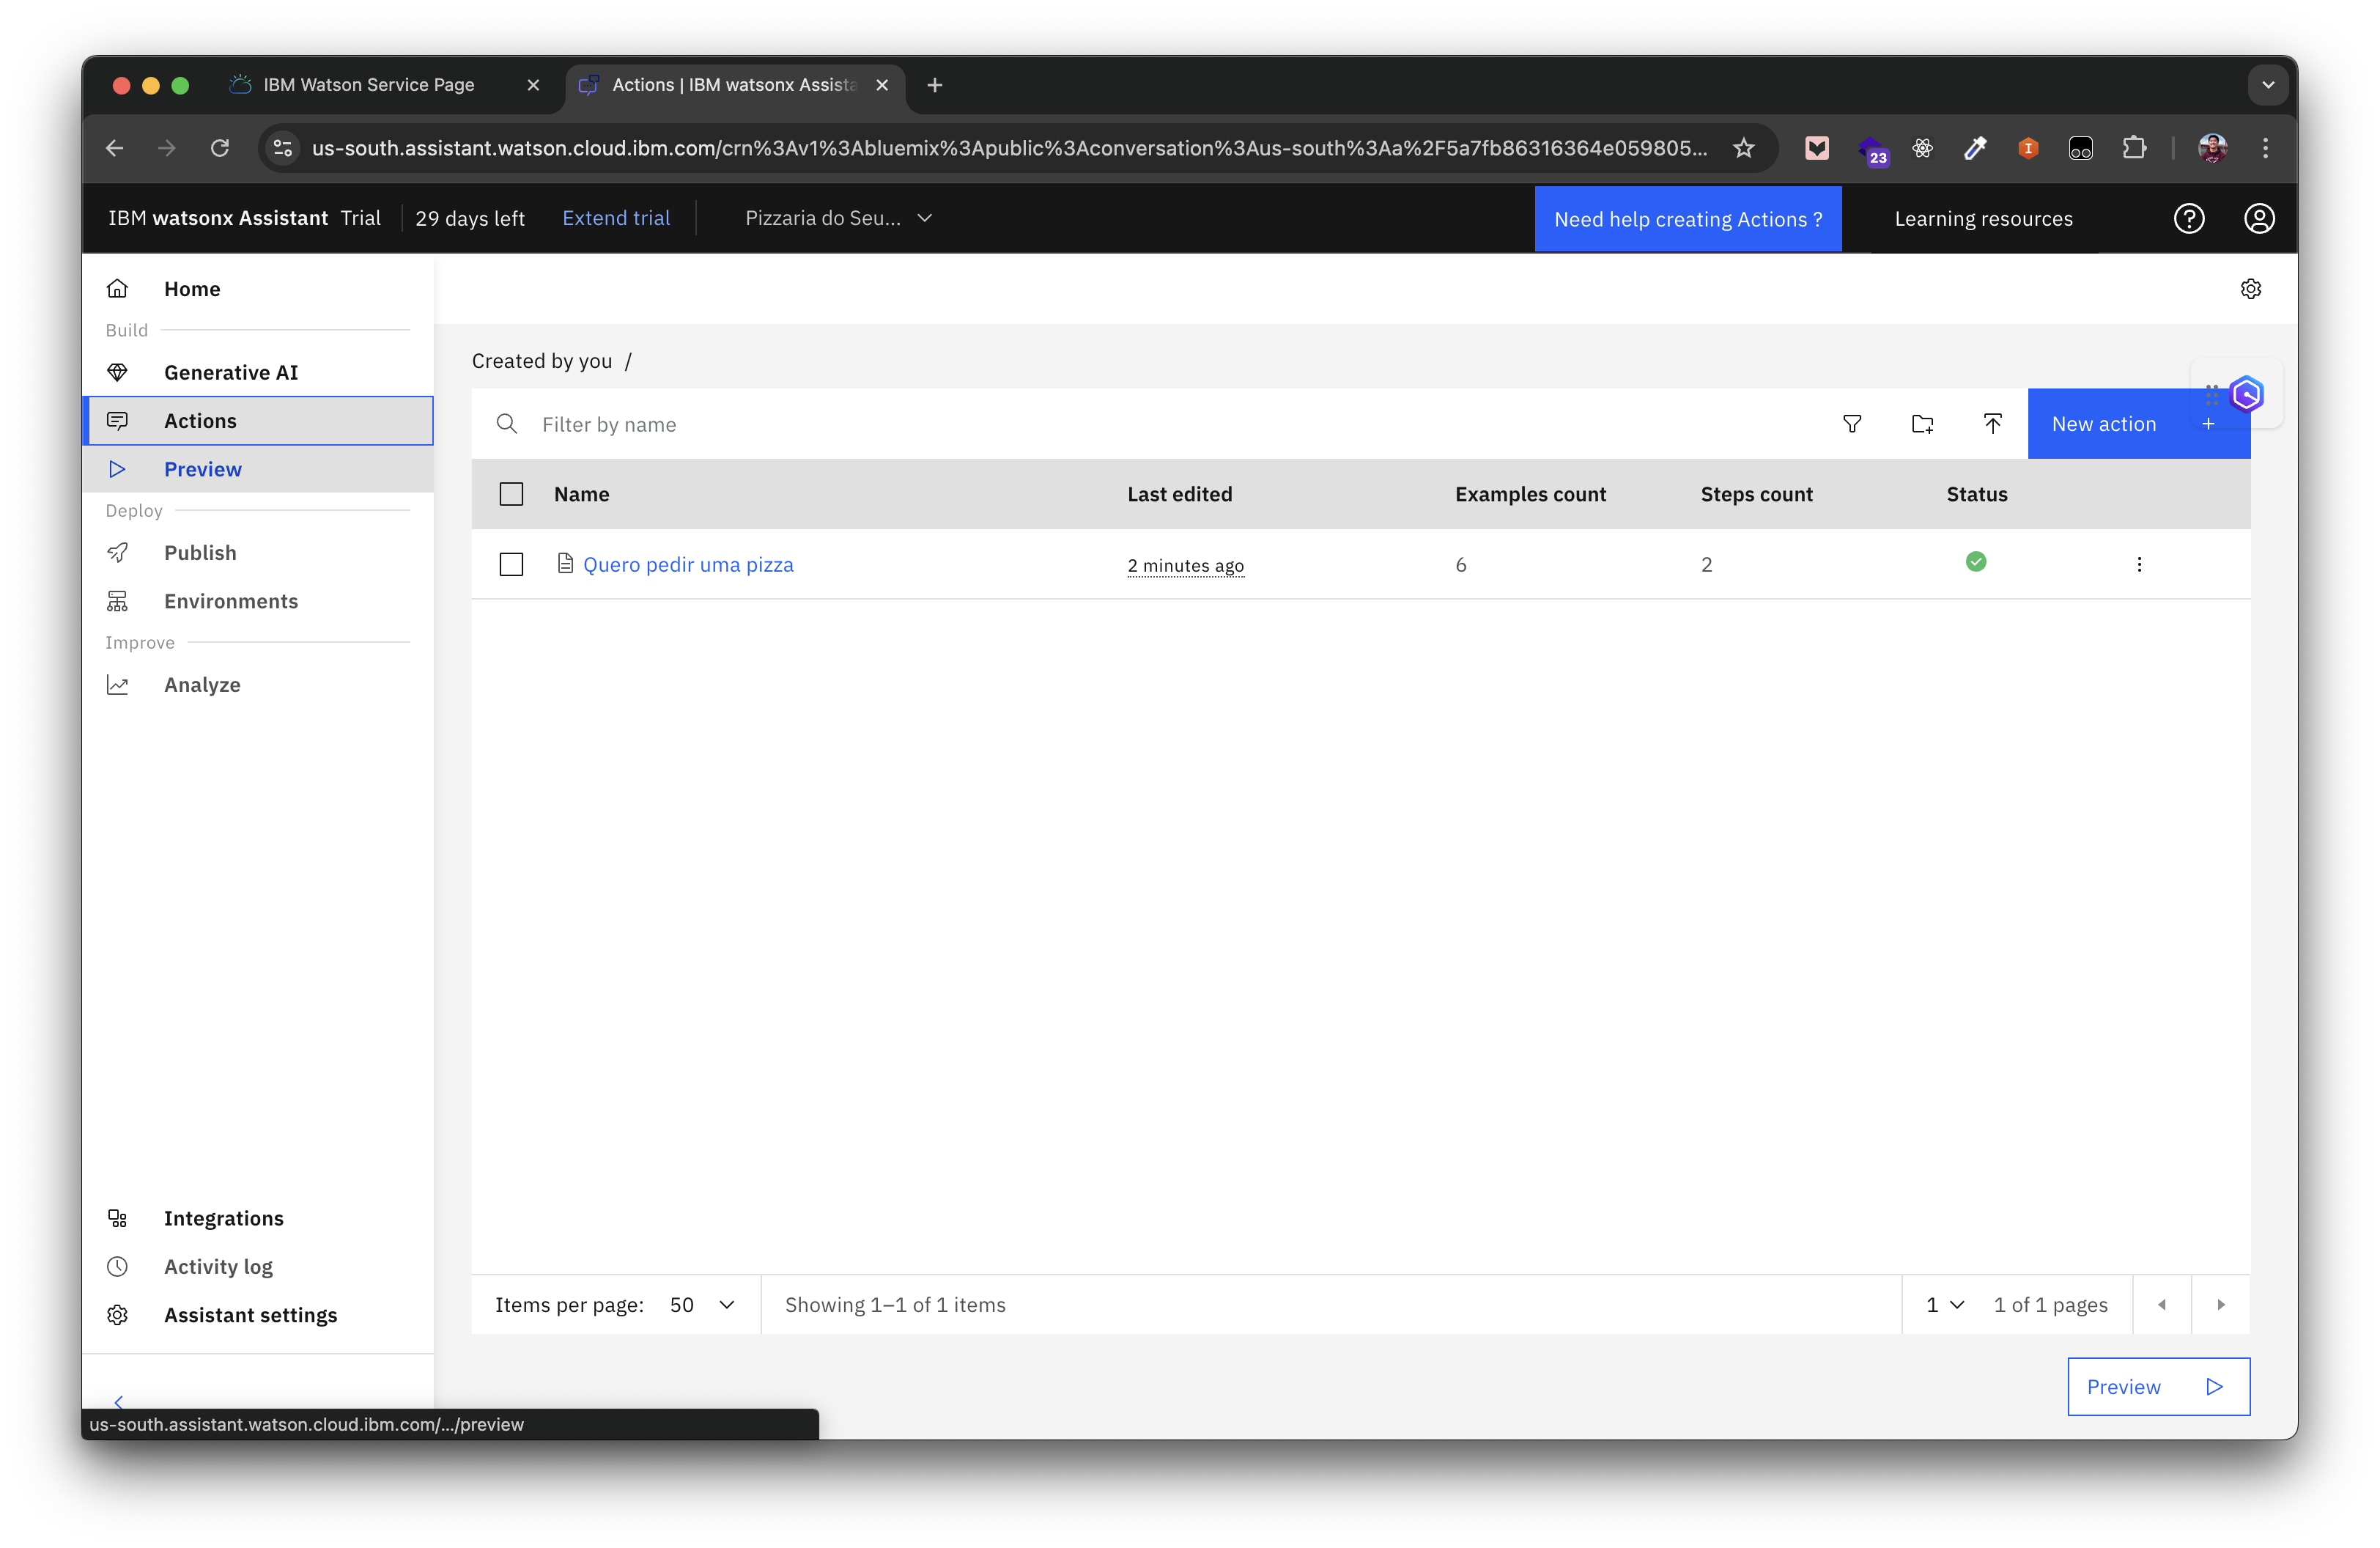 IBM Watson Service Page
Actions | IBM watsonx Assista
us-south.assistant.watson.cloud.ibm.com/crn%3Av1%3Abluemix%3Apublic%3Aconversation%3Aus-south%3Aa%2F5a7fb86316364e059805...
23
IBM watsonx Assistant Trial
29 days left
Extend trial
Pizzaria do Seu...
Need help creating Actions ?
Learning resources
Home
Build
Generative AI
Actions
Preview
Deploy
Publish
Environments
Improve
Analyze
Integrations
Activity log
Assistant settings
Created by you /
Filter by name
New action +
Name Last edited Examples count Steps count Status
Quero pedir uma pizza 2 minutes ago 6 2
Items per page: 50
Showing 1–1 of 1 items
1
1 of 1 pages
Preview
us-south.assistant.watson.cloud.ibm.com/.../preview